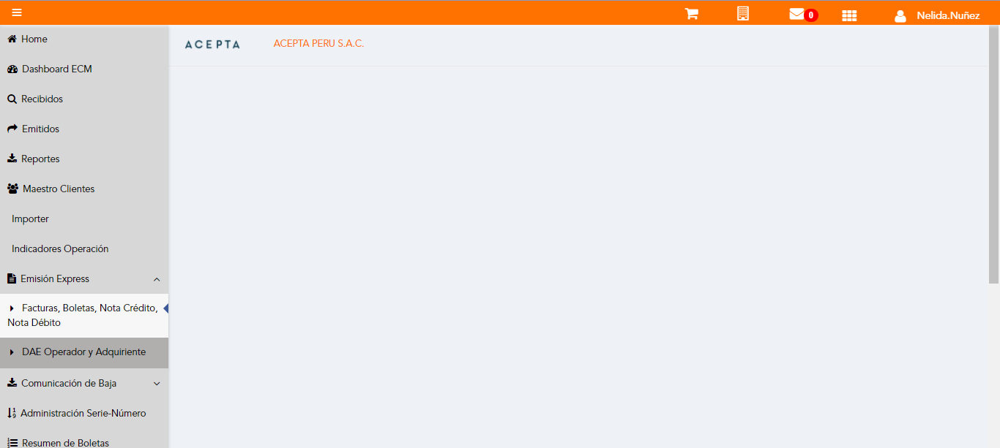 0
Nelida.Nuñez
Home
ACEPTA
ACEPTA PERU S.A.C.
Dashboard ECM
Recibidos
Emitidos
Reportes
Maestro Clientes
Importer
Indicadores Operación
Emisión Express
Facturas, Boletas, Nota Crédito,
Nota Débito
DAE Operador y Adquiriente
Comunicación de Baja
Administración Serie-Número
Resumen de Boletas